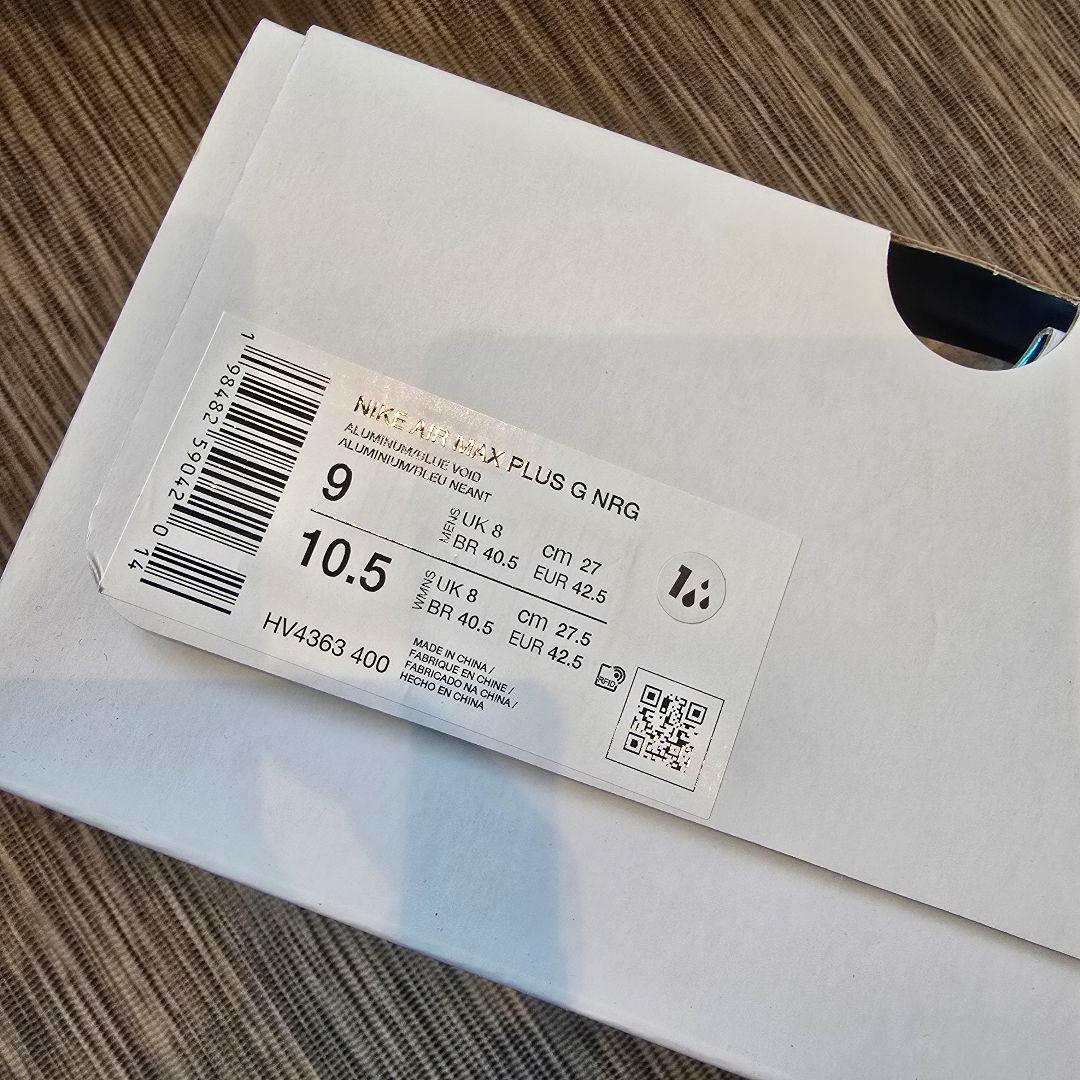 1 98482 59042 0 14
NIKE AIR MAX PLUS G NRG
ALUMINUM/BLUE VOID
ALUMINIUM/BLEU NEANT
9
MENS
UK 8
cm 27
BR 40.5
EUR 42.5
10.5
WMNS
UK 8
cm 27.5
BR 40.5
EUR 42.5
HV4363 400
MADE IN CHINA /
FABRIQUE EN CHINE /
FABRICADO NA CHINA /
HECHO EN CHINA
RFID
1